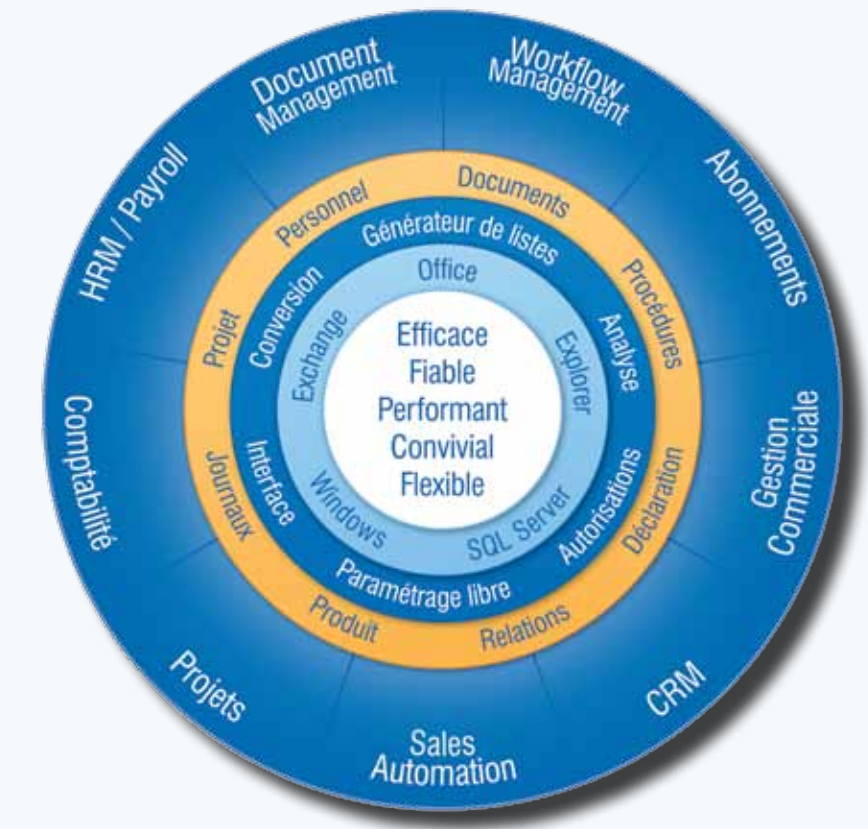 Document
Management
Workflow
Management
Abonnements
Gestion
Commerciale
CRM
Sales
Automation
Projets
Comptabilité
HRM / Payroll
Documents
Procédures
Déclaration
Relations
Produit
Journaux
Projet
Personnel
Générateur de listes
Analyse
Autorisations
Paramétrage libre
Interface
Conversion
Office
Explorer
SQL Server
Windows
Exchange
Efficace
Fiable
Performant
Convivial
Flexible